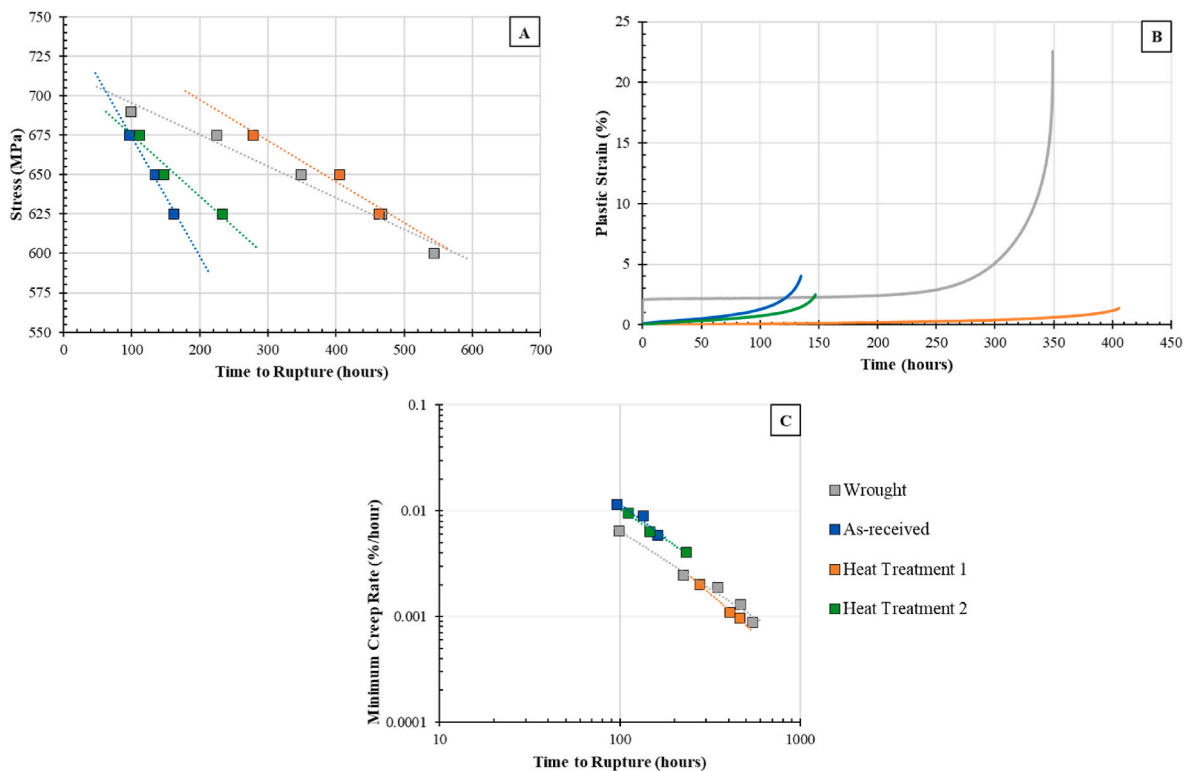 A
Stress (MPa)
750
725
700
675
650
625
600
575
550
0 100 200 300 400 500 600 700
Time to Rupture (hours)
B
Plastic Strain (%)
25
20
15
10
5
0
0 50 100 150 200 250 300 350 400 450
Time (hours)
C
Minimum Creep Rate (%/hour)
0.1
0.01
0.001
0.0001
10 100 1000
Time to Rupture (hours)
Wrought
As-received
Heat Treatment 1
Heat Treatment 2